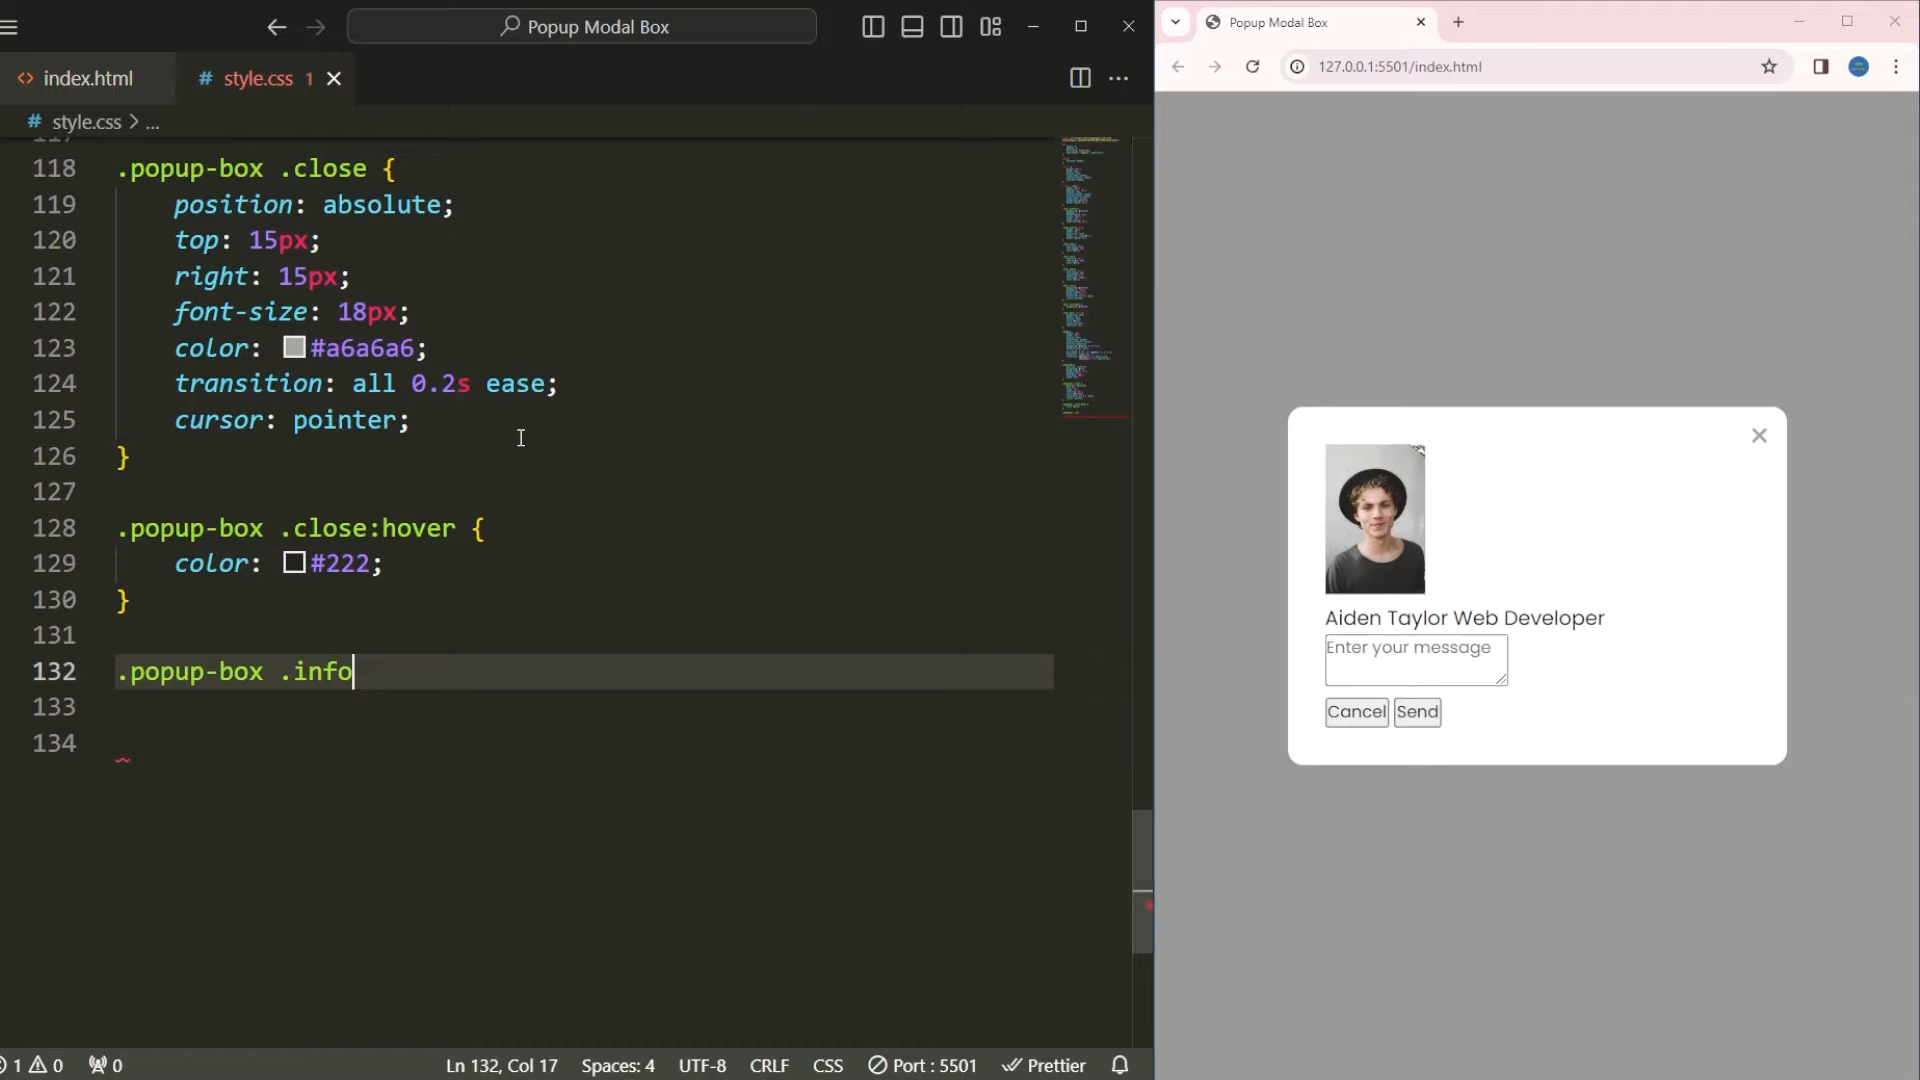 Popup Modal Box
index.html
style.css 1
style.css > ...
118 .popup-box .close {
119 position: absolute;
120 top: 15px;
121 right: 15px;
122 font-size: 18px;
123 color: #a6a6a6;
124 transition: all 0.2s ease;
125 cursor: pointer;
126 }
127
128 .popup-box .close:hover {
129 color: #222;
130 }
131
132 .popup-box .info
133
134
1 0 0 Ln 132, Col 17 Spaces: 4 UTF-8 CRLF CSS Port : 5501 Prettier
Popup Modal Box
127.0.0.1:5501/index.html
Aiden Taylor Web Developer
Enter your message
Cancel Send